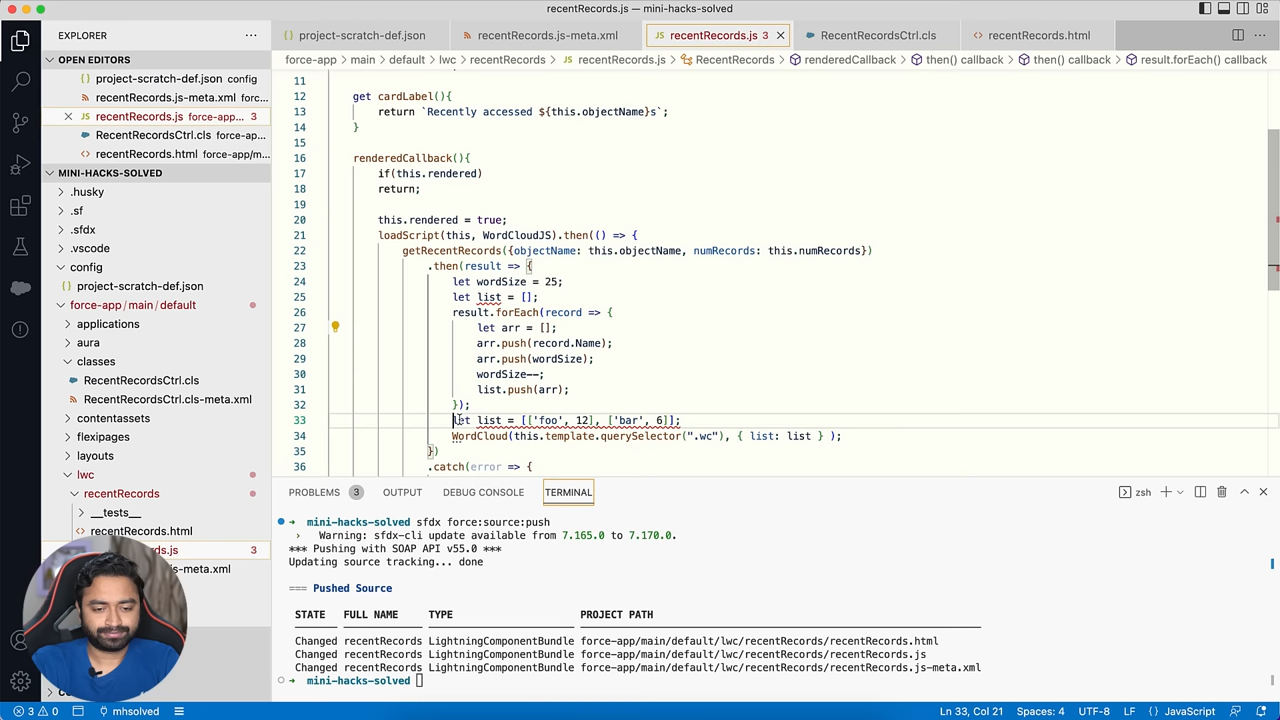 recentRecords.js — mini-hacks-solved
EXPLORER
OPEN EDITORS
project-scratch-def.json config
recentRecords.js-meta.xml forc...
recentRecords.js force-app... 3
RecentRecordsCtrl.cls force-ap...
recentRecords.html force-app/m...
MINI-HACKS-SOLVED
.husky
.sf
.sfdx
.vscode
.github
config
project-scratch-def.json
force-app/main/default
applications
aura
classes
RecentRecordsCtrl.cls
RecentRecordsCtrl.cls-meta.xml
contentassets
flexipages
layouts
lwc
recentRecords
__tests__
recentRecords.html
s.js 3
s-meta.xml
project-scratch-def.json
recentRecords.js-meta.xml
JS recentRecords.js 3
RecentRecordsCtrl.cls
recentRecords.html
force-app > main > default > lwc > recentRecords > JS recentRecords.js > RecentRecords > renderedCallback > then() callback > then() callback > result.forEach() callback
11
12 get cardLabel(){
13 return `Recently accessed ${this.objectName}s`;
14 }
15
16 renderedCallback(){
17 if(this.rendered)
18 return;
19
20 this.rendered = true;
21 loadScript(this, WordCloudJS).then(() => {
22 getRecentRecords({objectName: this.objectName, numRecords: this.numRecords})
23 .then(result => {
24 let wordSize = 25;
25 let list = [];
26 result.forEach(record => {
27 let arr = [];
28 arr.push(record.Name);
29 arr.push(wordSize);
30 wordSize--;
31 list.push(arr);
32 });
33 let list = [['foo', 12], ['bar', 6]];
34 WordCloud(this.template.querySelector(".wc"), { list: list } );
35 })
36 .catch(error => {
PROBLEMS 3 OUTPUT DEBUG CONSOLE TERMINAL
zsh
mini-hacks-solved sfdx force:source:push
› Warning: sfdx-cli update available from 7.165.0 to 7.170.0.
*** Pushing with SOAP API v55.0 ***
Updating source tracking... done
=== Pushed Source
STATE FULL NAME TYPE PROJECT PATH
Changed recentRecords LightningComponentBundle force-app/main/default/lwc/recentRecords/recentRecords.html
Changed recentRecords LightningComponentBundle force-app/main/default/lwc/recentRecords/recentRecords.js
Changed recentRecords LightningComponentBundle force-app/main/default/lwc/recentRecords/recentRecords.js-meta.xml
mini-hacks-solved
3 0 mhsolved Ln 33, Col 21 Spaces: 4 UTF-8 LF {} JavaScript